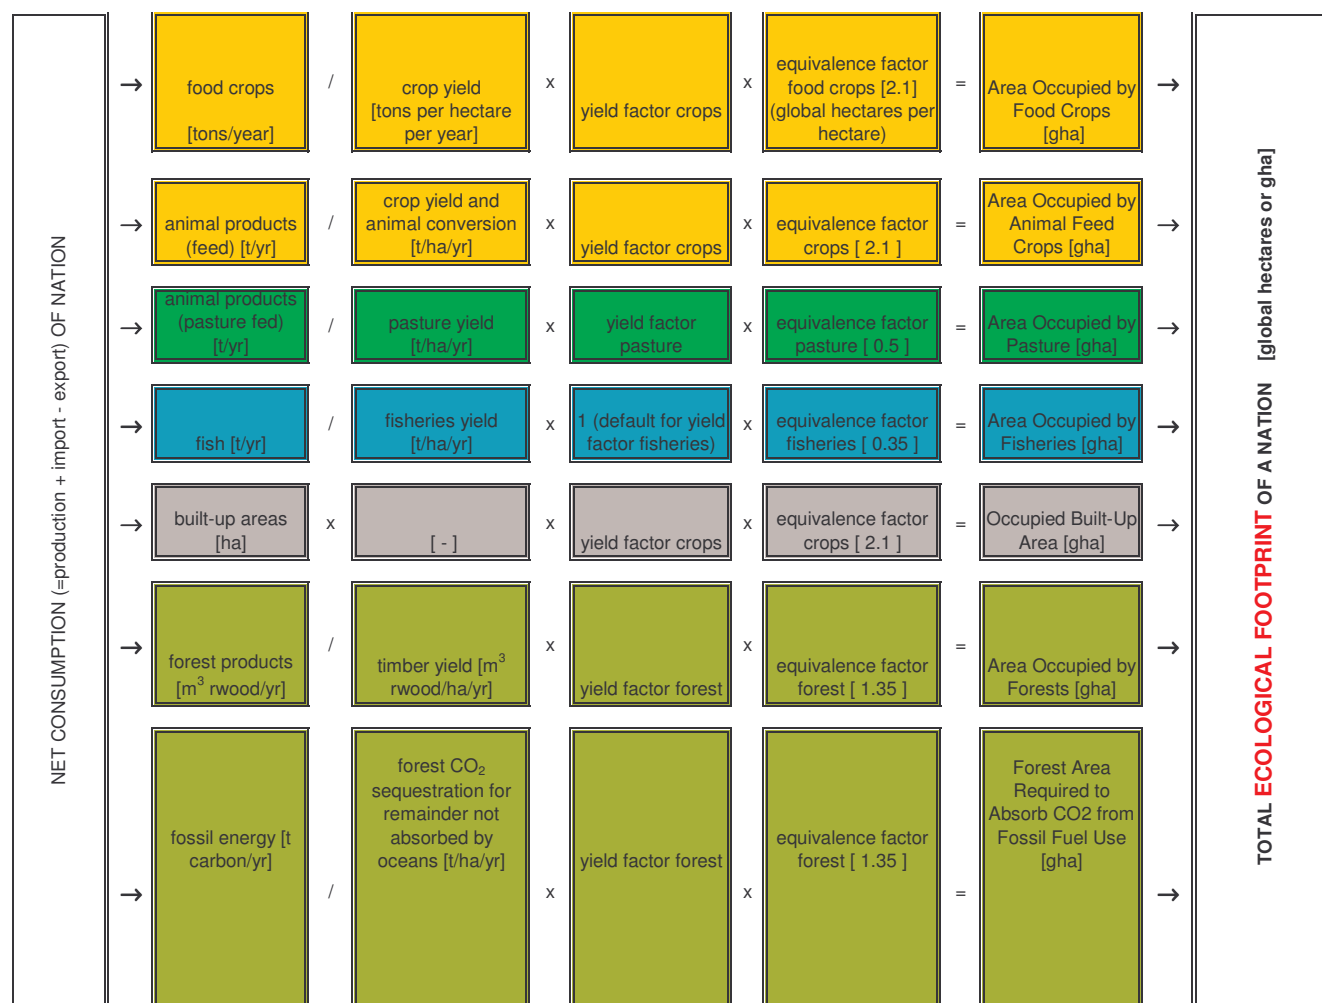 NET CONSUMPTION (=production + import - export) OF NATION
→
food crops
[tons/year]
/
crop yield
[tons per hectare
per year]
x
yield factor crops
x
equivalence factor
food crops [2.1]
(global hectares per
hectare)
=
Area Occupied by
Food Crops
[gha]
→
→
animal products
(feed) [t/yr]
/
crop yield and
animal conversion
[t/ha/yr]
x
yield factor crops
x
equivalence factor
crops [ 2.1 ]
=
Area Occupied by
Animal Feed
Crops [gha]
→
→
animal products
(pasture fed)
[t/yr]
/
pasture yield
[t/ha/yr]
x
yield factor
pasture
x
equivalence factor
pasture [ 0.5 ]
=
Area Occupied by
Pasture [gha]
→
→
fish [t/yr]
/
fisheries yield
[t/ha/yr]
x
1 (default for yield
factor fisheries)
x
equivalence factor
fisheries [ 0.35 ]
=
Area Occupied by
Fisheries [gha]
→
→
built-up areas
[ha]
x
[ - ]
x
yield factor crops
x
equivalence factor
crops [ 2.1 ]
=
Occupied Built-Up
Area [gha]
→
→
forest products
[m³ rwood/yr]
/
timber yield [m³
rwood/ha/yr]
x
yield factor forest
x
equivalence factor
forest [ 1.35 ]
=
Area Occupied by
Forests [gha]
→
→
fossil energy [t
carbon/yr]
/
forest CO₂
sequestration for
remainder not
absorbed by
oceans [t/ha/yr]
x
yield factor forest
x
equivalence factor
forest [ 1.35 ]
=
Forest Area
Required to
Absorb CO2 from
Fossil Fuel Use
[gha]
→
TOTAL ECOLOGICAL FOOTPRINT OF A NATION [global hectares or gha]